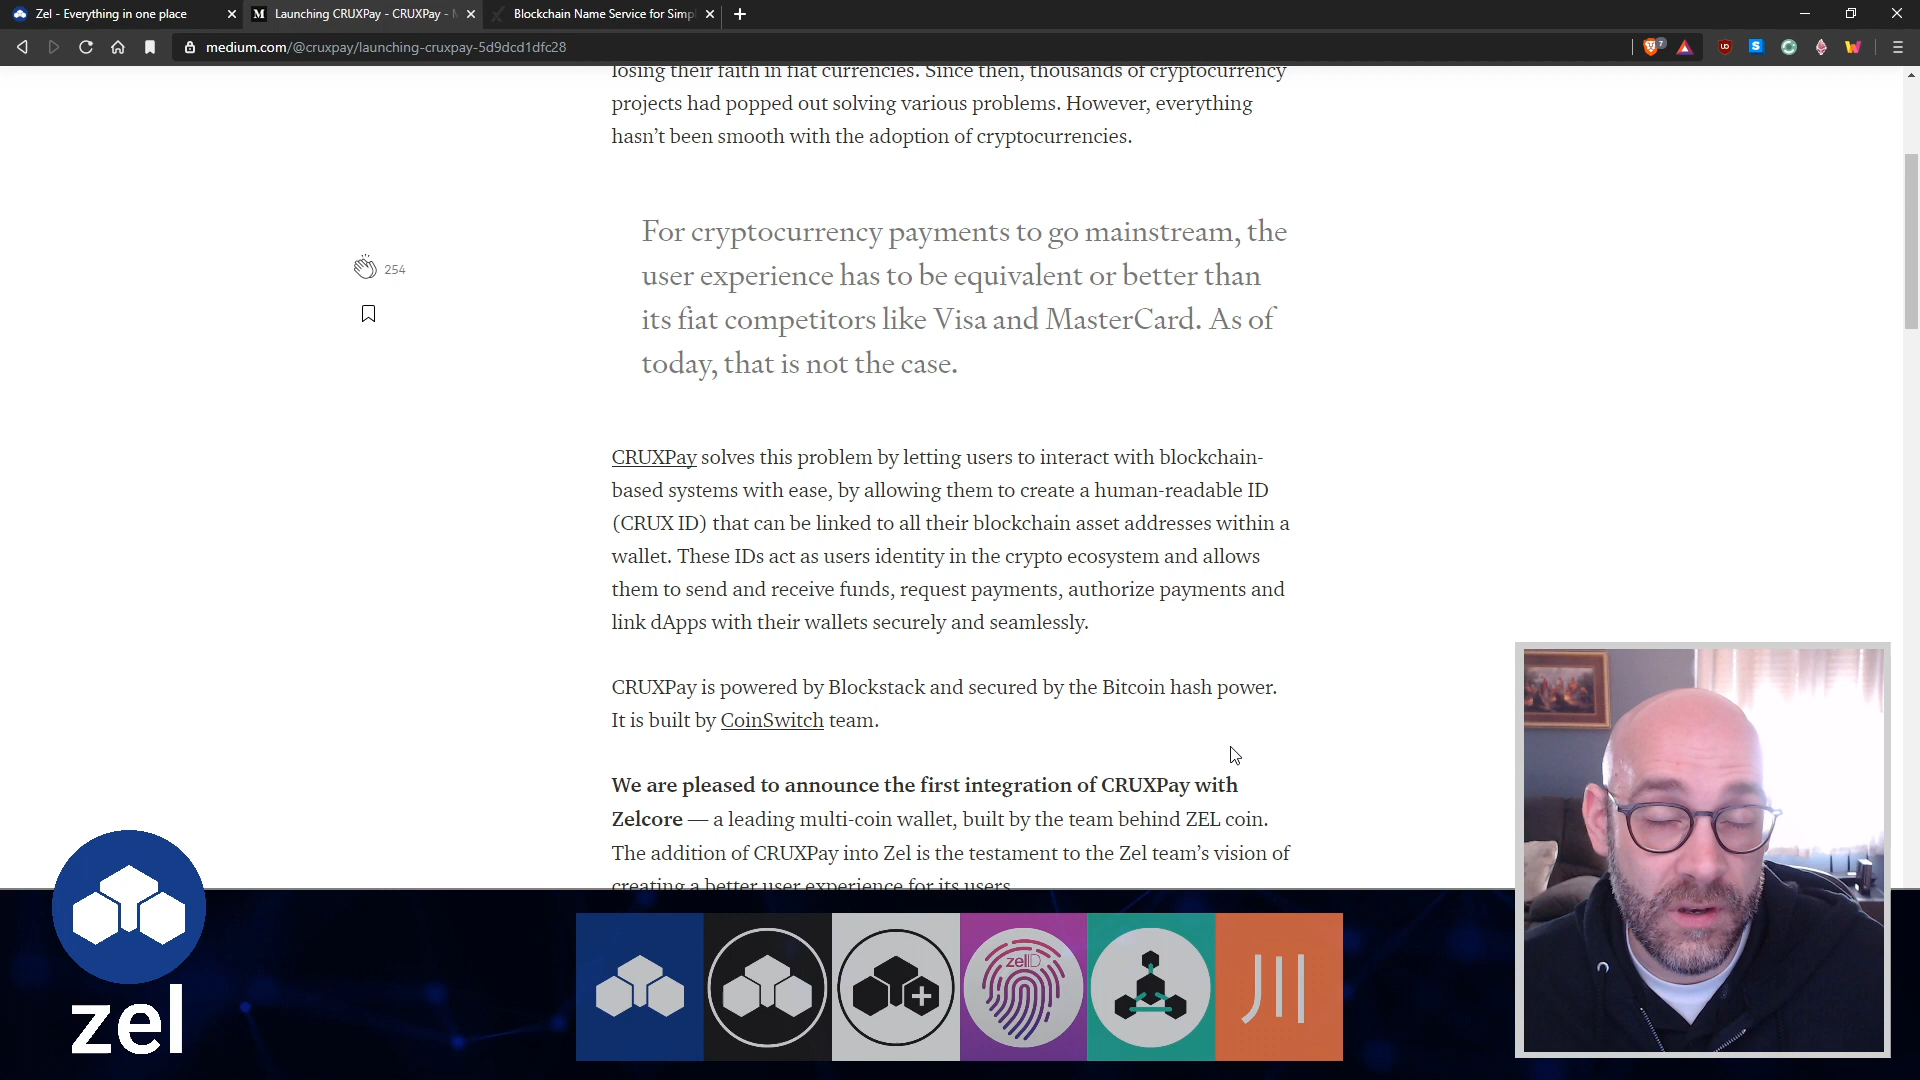 Zel - Everything in one place
Launching CRUXPay - CRUXPay -
Blockchain Name Service for Simp
medium.com/@cruxpay/launching-cruxpay-5d9dcd1dfc28
7
losing their faith in fiat currencies. Since then, thousands of cryptocurrency
projects had popped out solving various problems. However, everything
hasn't been smooth with the adoption of cryptocurrencies.
For cryptocurrency payments to go mainstream, the
user experience has to be equivalent or better than
its fiat competitors like Visa and MasterCard. As of
today, that is not the case.
254
CRUXPay solves this problem by letting users to interact with blockchain-
based systems with ease, by allowing them to create a human-readable ID
(CRUX ID) that can be linked to all their blockchain asset addresses within a
wallet. These IDs act as users identity in the crypto ecosystem and allows
them to send and receive funds, request payments, authorize payments and
link dApps with their wallets securely and seamlessly.
CRUXPay is powered by Blockstack and secured by the Bitcoin hash power.
It is built by CoinSwitch team.
We are pleased to announce the first integration of CRUXPay with
Zelcore — a leading multi-coin wallet, built by the team behind ZEL coin.
The addition of CRUXPay into Zel is the testament to the Zel team's vision of
creating a better user experience for its users
zel
zelID